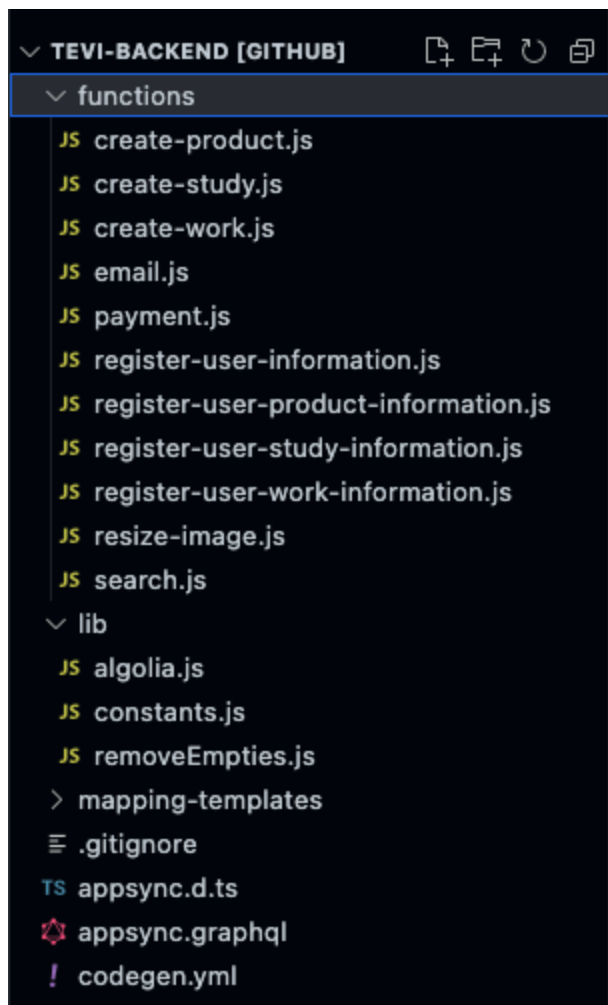 TEVI-BACKEND [GITHUB]
functions
JS create-product.js
JS create-study.js
JS create-work.js
JS email.js
JS payment.js
JS register-user-information.js
JS register-user-product-information.js
JS register-user-study-information.js
JS register-user-work-information.js
JS resize-image.js
JS search.js
lib
JS algolia.js
JS constants.js
JS removeEmpties.js
mapping-templates
.gitignore
TS appsync.d.ts
appsync.graphql
! codegen.yml